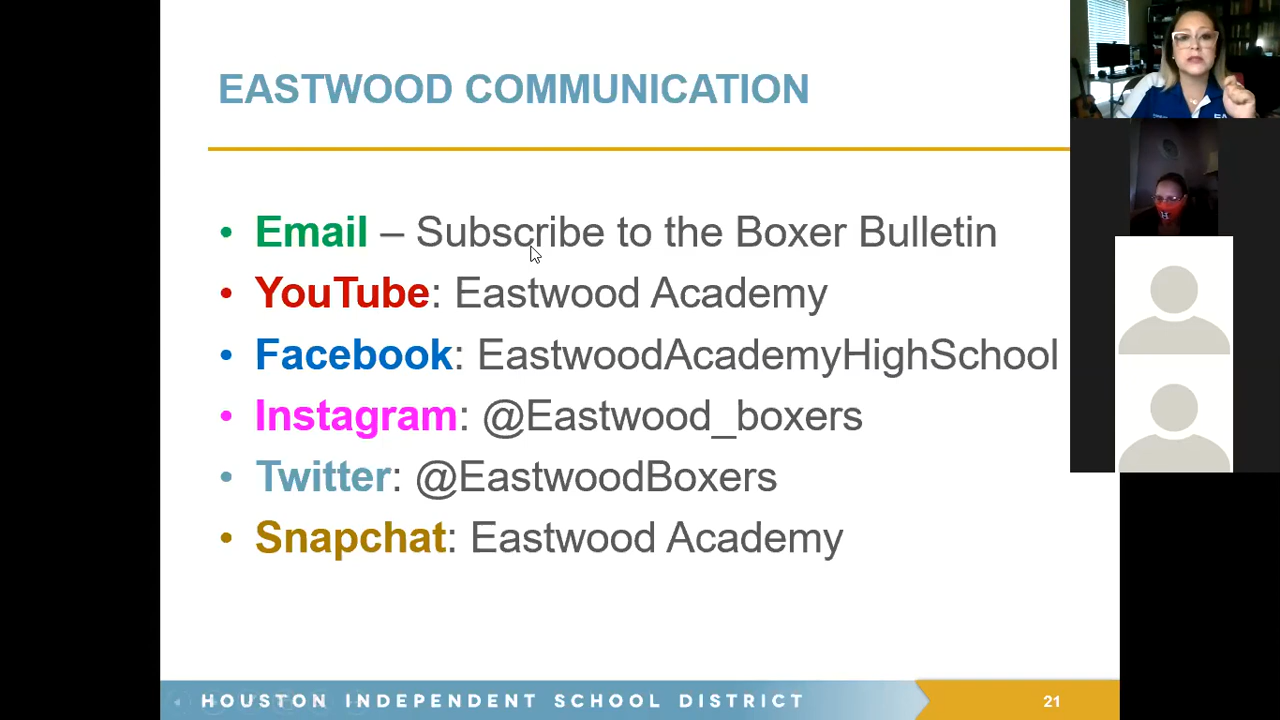 EASTWOOD COMMUNICATION
• Email – Subscribe to the Boxer Bulletin
• YouTube: Eastwood Academy
• Facebook: EastwoodAcademyHighSchool
• Instagram: @Eastwood_boxers
• Twitter: @EastwoodBoxers
• Snapchat: Eastwood Academy
HOUSTON INDEPENDENT SCHOOL DISTRICT
21